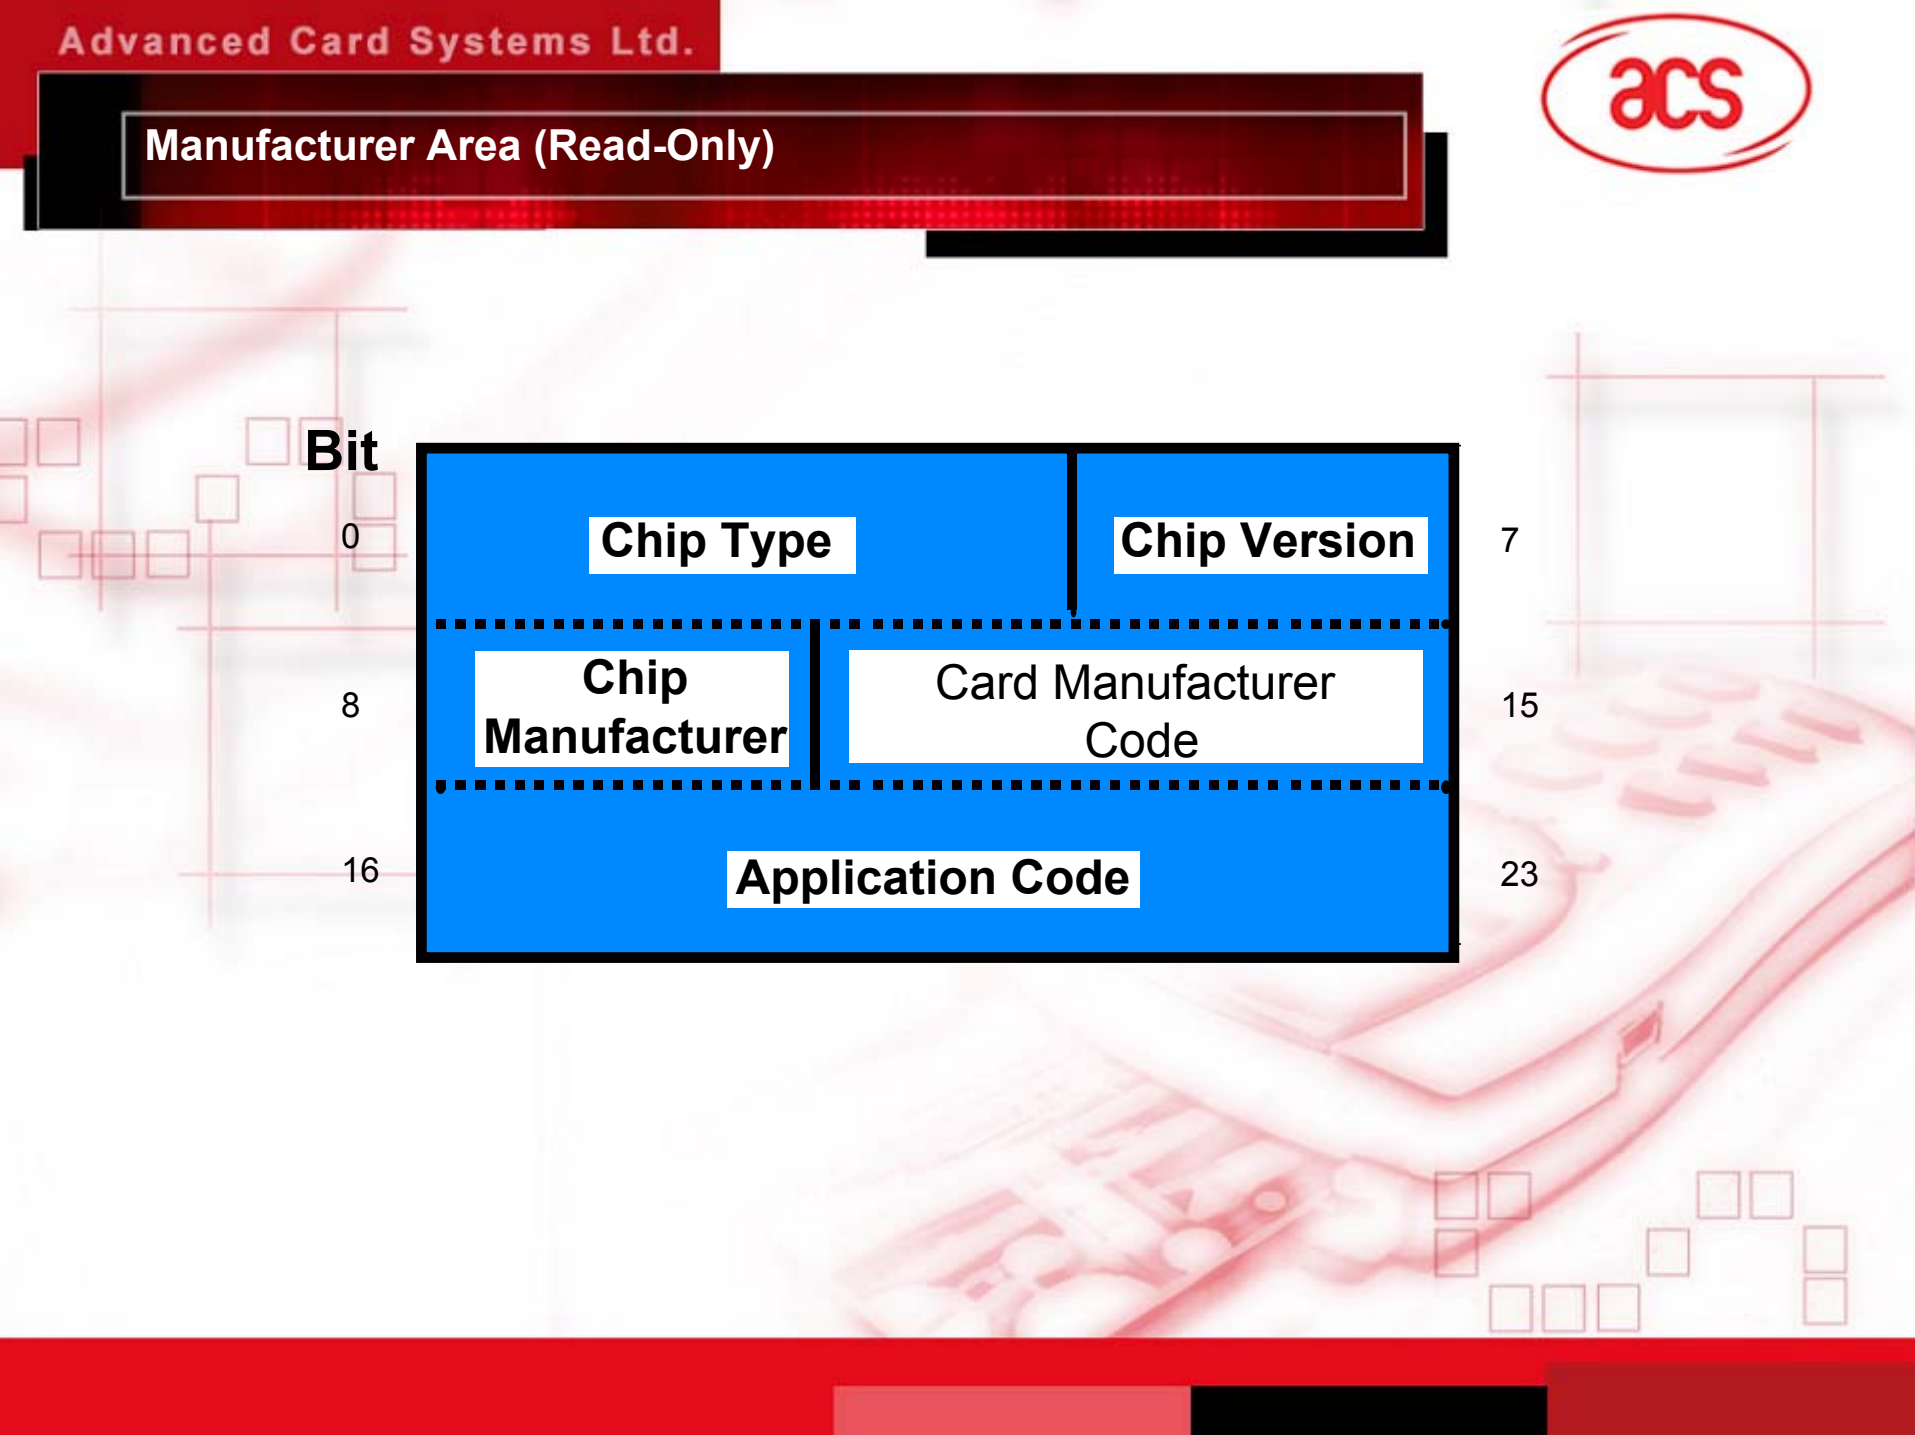 Advanced Card Systems Ltd.
acs
Manufacturer Area (Read-Only)
Bit
0 Chip Type Chip Version 7
8 Chip Manufacturer Card Manufacturer Code 15
16 Application Code 23